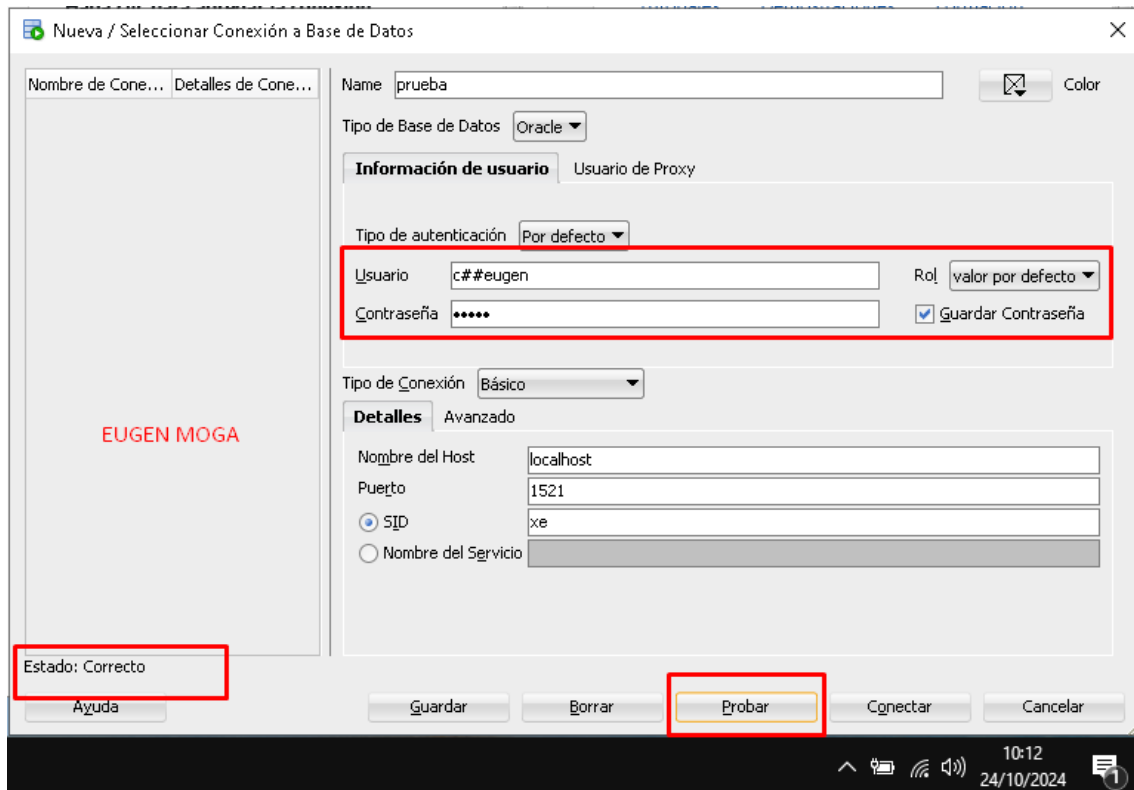 Nueva / Seleccionar Conexión a Base de Datos
Nombre de Cone... Detalles de Cone...
Name prueba Color
Tipo de Base de Datos Oracle
Información de usuario Usuario de Proxy
Tipo de autenticación Por defecto
Usuario c##eugen Rol valor por defecto
Contraseña ••••• Guardar Contraseña
Tipo de Conexión Básico
Detalles Avanzado
EUGEN MOGA
Nombre del Host localhost
Puerto 1521
SID xe
Nombre del Servicio
Estado: Correcto
Ayuda Guardar Borrar Probar Conectar Cancelar
10:12
24/10/2024
1